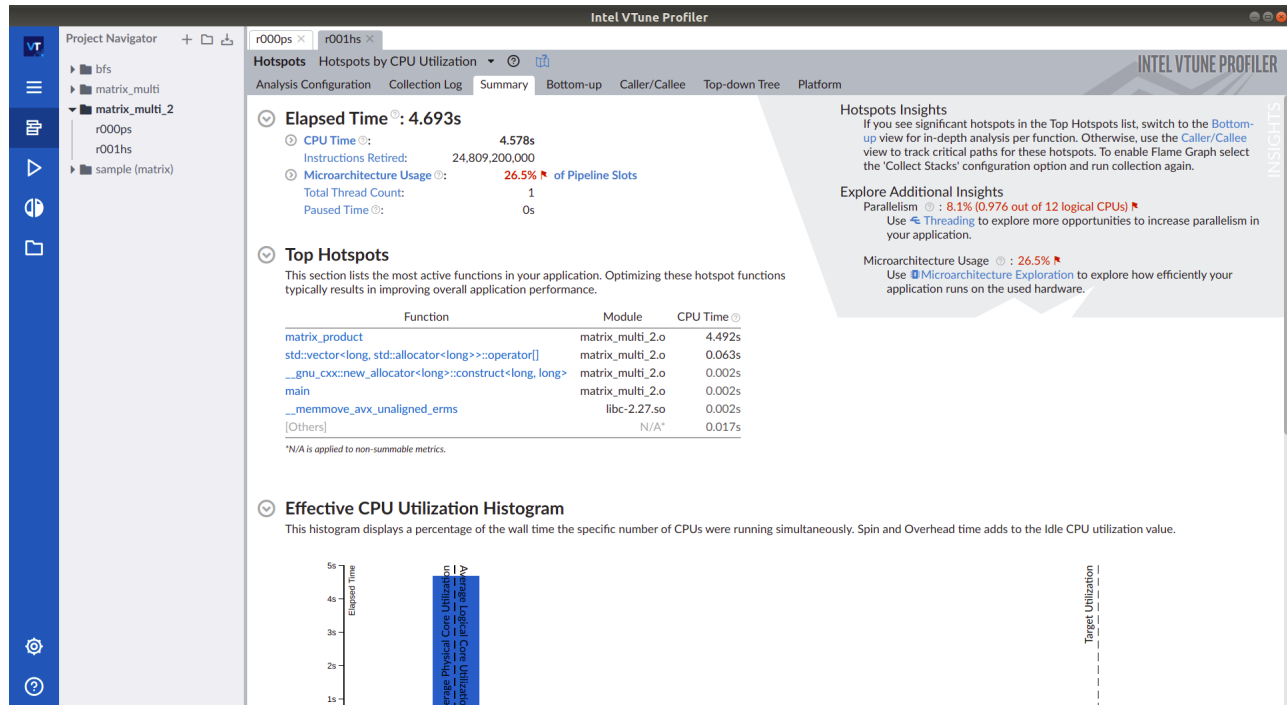 Intel VTune Profiler
VT
Project Navigator
bfs
matrix_multi
matrix_multi_2
r000ps
r001hs
sample (matrix)
r000ps r001hs
Hotspots Hotspots by CPU Utilization
INTEL VTUNE PROFILER
Analysis Configuration Collection Log Summary Bottom-up Caller/Callee Top-down Tree Platform
Elapsed Time : 4.693s
CPU Time : 4.578s
Instructions Retired: 24,809,200,000
Microarchitecture Usage : 26.5% of Pipeline Slots
Total Thread Count: 1
Paused Time : 0s
Hotspots Insights
If you see significant hotspots in the Top Hotspots list, switch to the Bottom-
up view for in-depth analysis per function. Otherwise, use the Caller/Callee
view to track critical paths for these hotspots. To enable Flame Graph select
the 'Collect Stacks' configuration option and run collection again.
Explore Additional Insights
Parallelism : 8.1% (0.976 out of 12 logical CPUs)
Use Threading to explore more opportunities to increase parallelism in
your application.
Microarchitecture Usage : 26.5%
Use Microarchitecture Exploration to explore how efficiently your
application runs on the used hardware.
INSIGHTS
Top Hotspots
This section lists the most active functions in your application. Optimizing these hotspot functions
typically results in improving overall application performance.
Function Module CPU Time
matrix_product matrix_multi_2.o 4.492s
std::vector<long, std::allocator<long>>::operator[] matrix_multi_2.o 0.063s
__gnu_cxx::new_allocator<long>::construct<long, long> matrix_multi_2.o 0.002s
main matrix_multi_2.o 0.002s
__memmove_avx_unaligned_erms libc-2.27.so 0.002s
[Others] N/A* 0.017s
*N/A is applied to non-summable metrics.
Effective CPU Utilization Histogram
This histogram displays a percentage of the wall time the specific number of CPUs were running simultaneously. Spin and Overhead time adds to the Idle CPU utilization value.
5s
4s
3s
2s
1s
Elapsed Time
Physical Core Utilization
Average Logical Core
Target Utilization